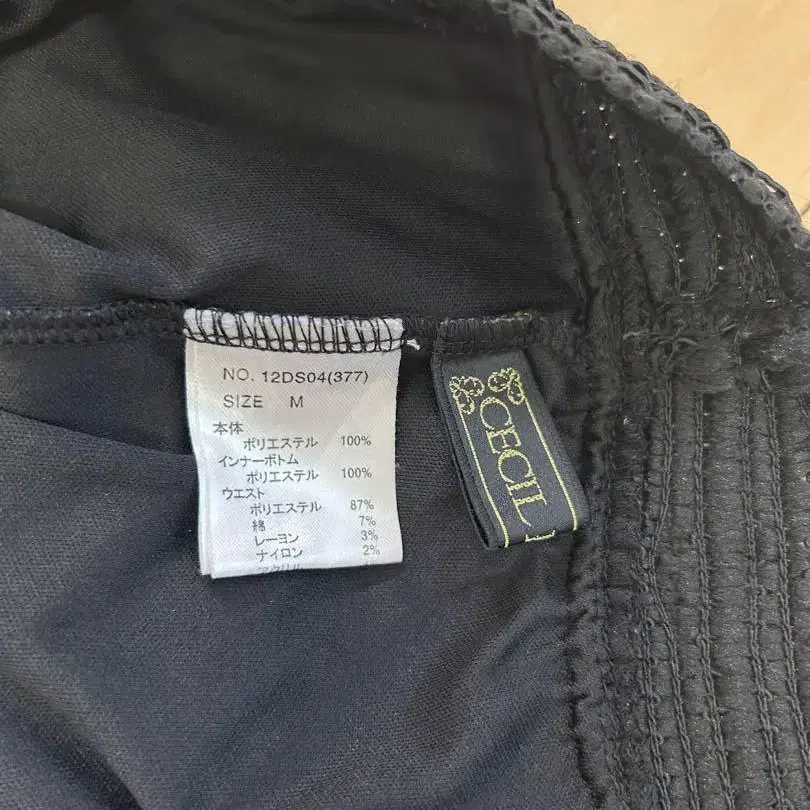 NO. 12DS04(377)
SIZE M
本体
ポリエステル 100%
インナーボトム
ポリエステル 100%
ウエスト
ポリエステル 87%
綿 7%
レーヨン 3%
ナイロン 2%
CECIL